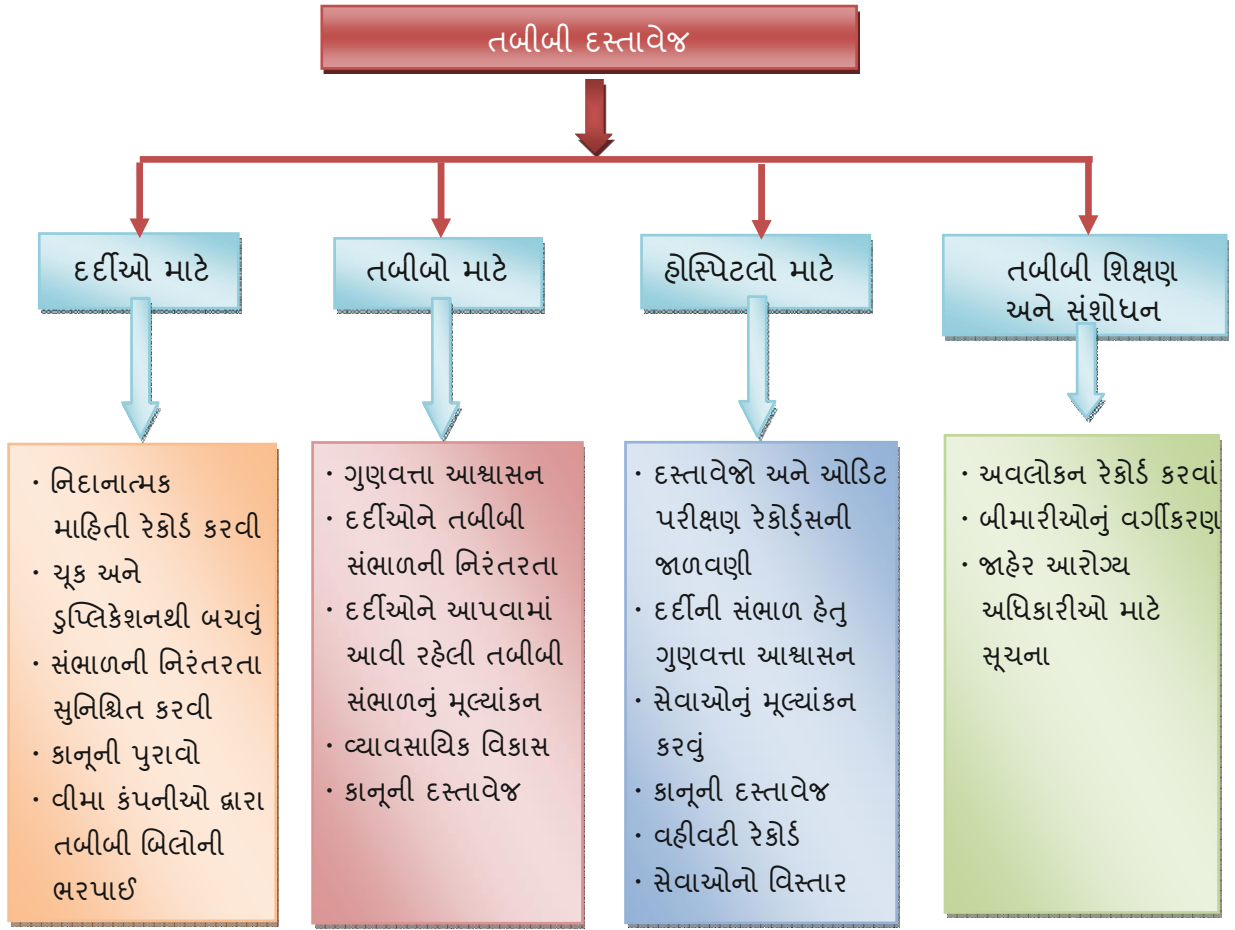 તબીબી દસ્તાવેજ
દર્દીઓ માટે
તબીબો માટે
હોસ્પિટલો માટે
તબીબી શિક્ષણ
અને સંશોધન
· નિદાનાત્મક
માહિતી રેકોર્ડ કરવી
· ચૂક અને
ડુપ્લિકેશનથી બચવું
· સંભાળની નિરંતરતા
સુનિશ્ચિત કરવી
· કાનૂની પુરાવો
· વીમા કંપનીઓ દ્વારા
તબીબી બિલોની
ભરપાઈ
· ગુણવત્તા આશ્વાસન
· દર્દીઓને તબીબી
સંભાળની નિરંતરતા
· દર્દીઓને આપવામાં
આવી રહેલી તબીબી
સંભાળનું મૂલ્યાંકન
· વ્યાવસાયિક વિકાસ
· કાનૂની દસ્તાવેજ
· દસ્તાવેજો અને ઓડિટ
પરીક્ષણ રેકોર્ડ્સની
જાળવણી
· દર્દીની સંભાળ હેતુ
ગુણવત્તા આશ્વાસન
· સેવાઓનું મૂલ્યાંકન
કરવું
· કાનૂની દસ્તાવેજ
· વહીવટી રેકોર્ડ
· સેવાઓનો વિસ્તાર
· અવલોકન રેકોર્ડ કરવાં
· બીમારીઓનું વર્ગીકરણ
· જાહેર આરોગ્ય
અધિકારીઓ માટે
સૂચના